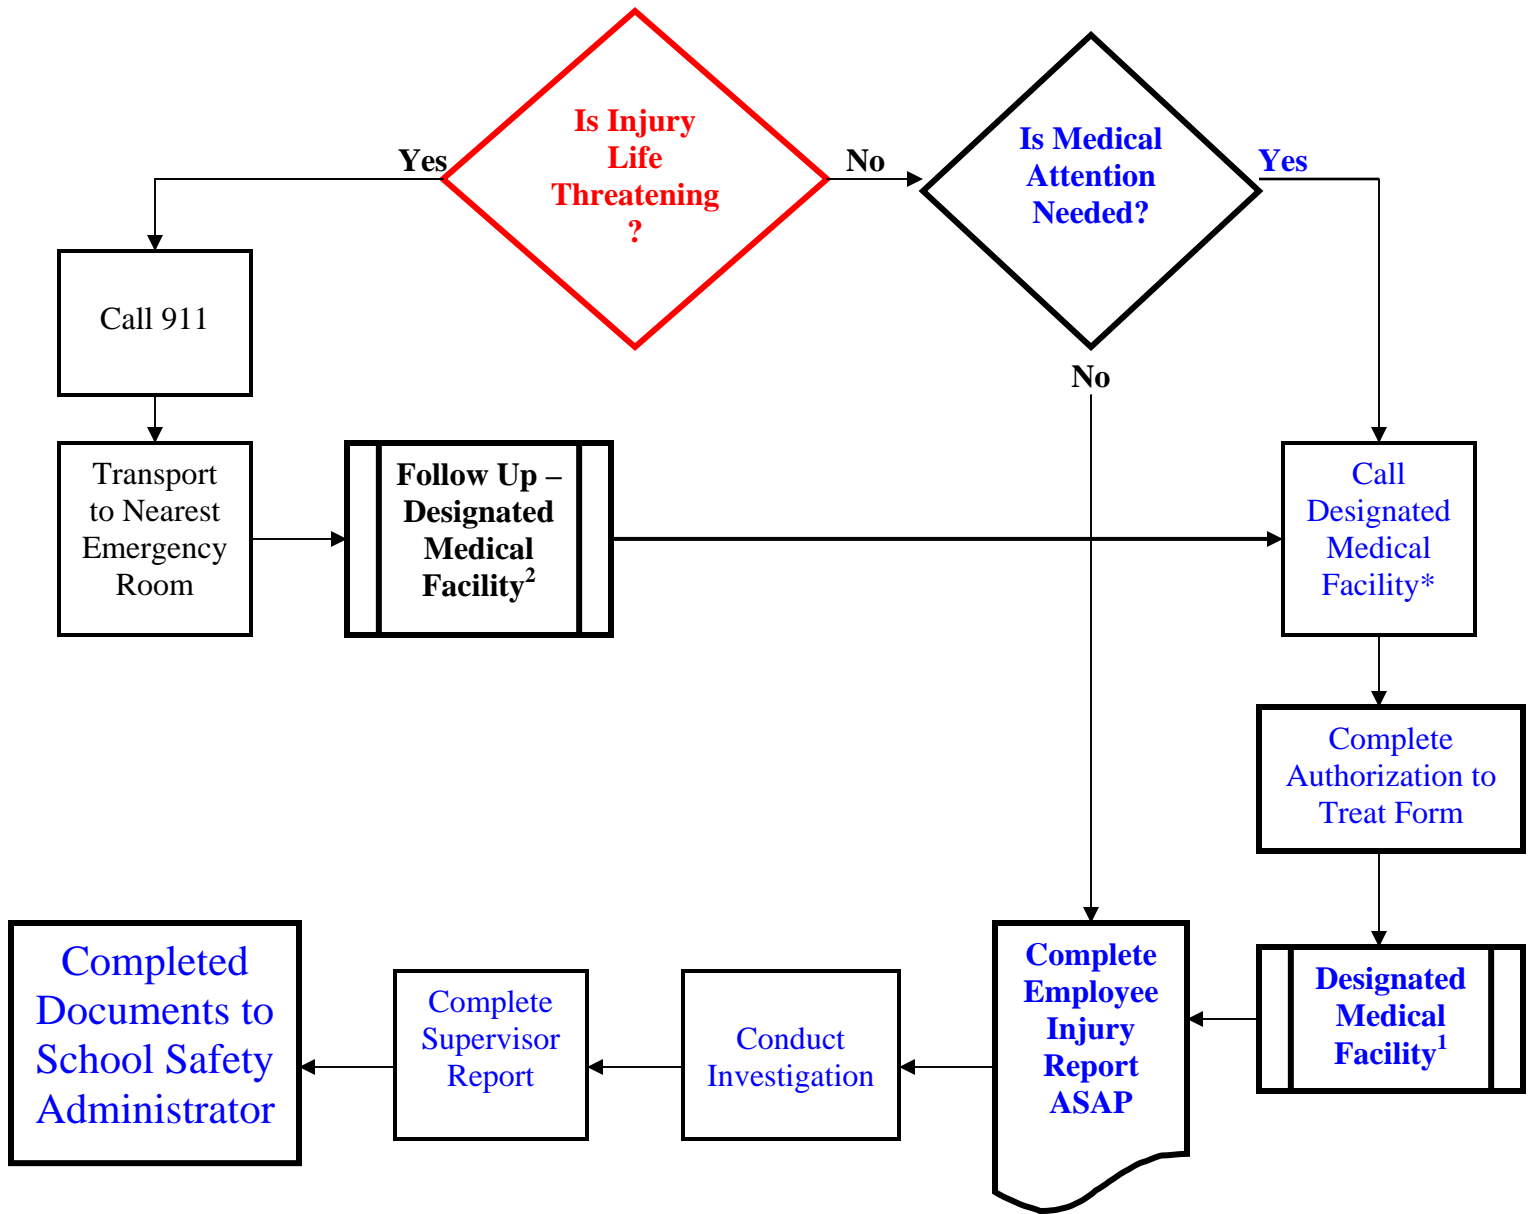 Is Injury
Life
Threatening
?
Yes
No
Is Medical
Attention
Needed?
Yes
No
Call 911
Transport
to Nearest
Emergency
Room
Follow Up –
Designated
Medical
Facility2
Call
Designated
Medical
Facility*
Complete
Authorization to
Treat Form
Designated
Medical
Facility1
Complete
Employee
Injury
Report
ASAP
Conduct
Investigation
Complete
Supervisor
Report
Completed
Documents to
School Safety
Administrator